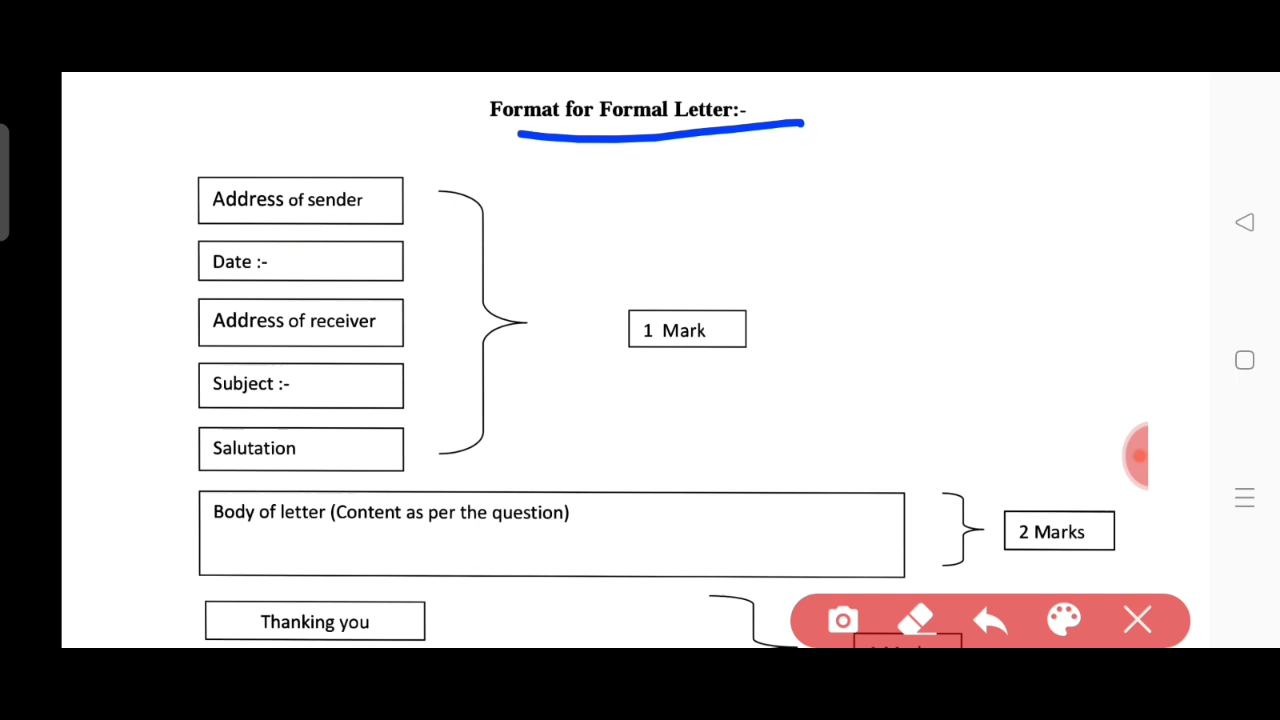 Format for Formal Letter:-
Address of sender
Date :-
Address of receiver
1 Mark
Subject :-
Salutation
Body of letter (Content as per the question)
2 Marks
Thanking you